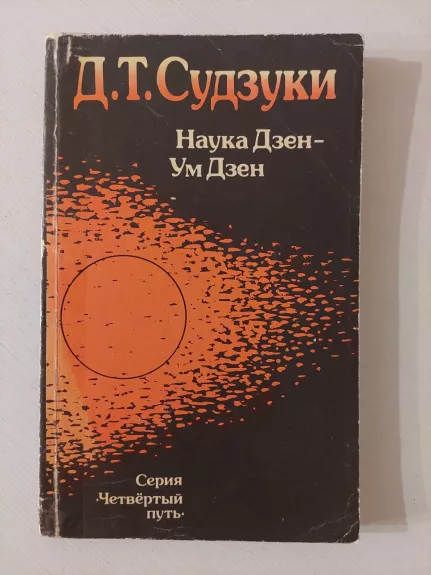 Д.Т.Судзуки
Наука Дзен-
Ум Дзен
Серия
·Четвёртый
путь·